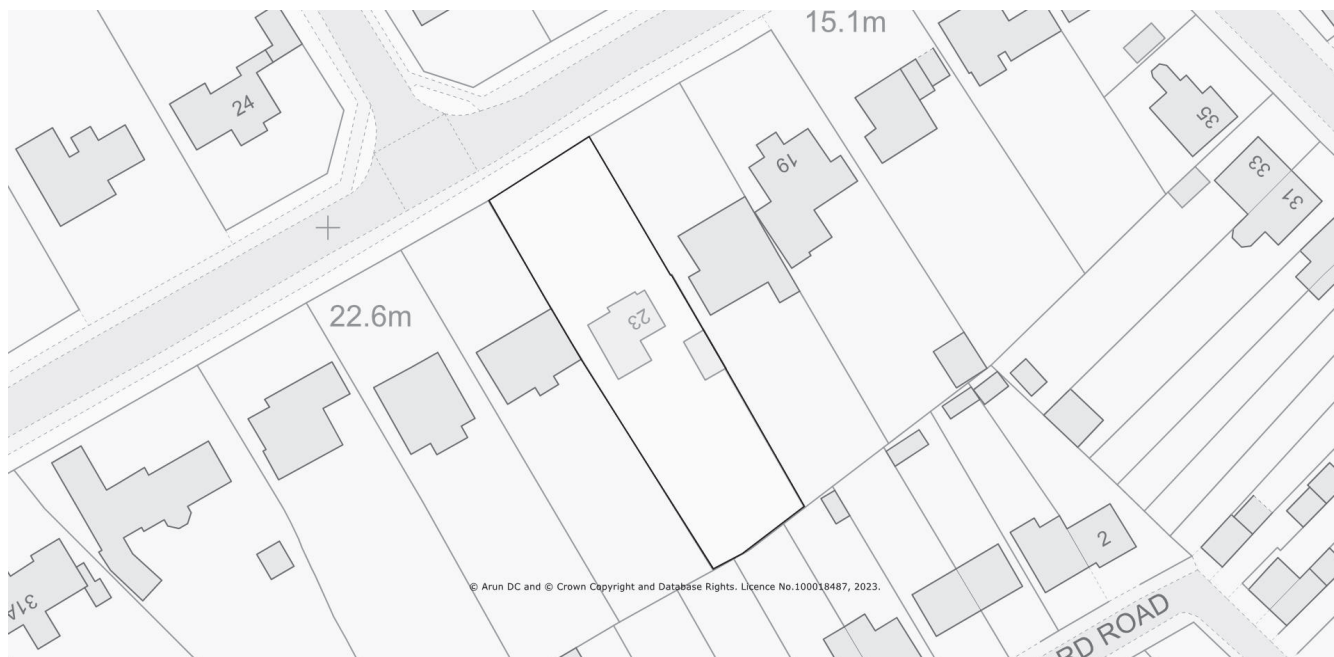 15.1m
24
35
19
33
31
22.6m
23
© Arun DC and © Crown Copyright and Database Rights. Licence No.100018487, 2023.
2
31A
RD ROAD